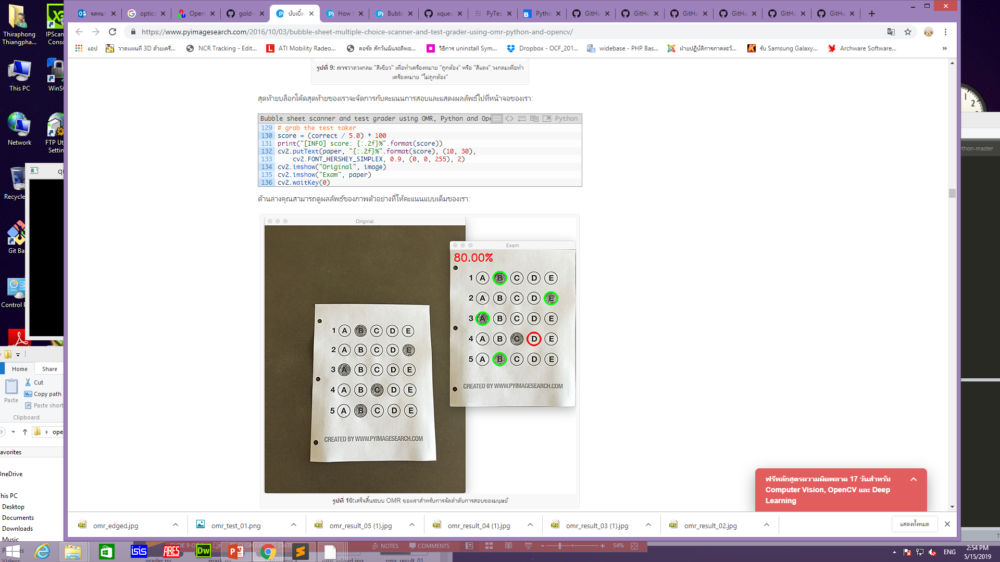 Thiraphong
Thiangpha...
IPScan
Conso
This PC
WinSC
Network
FTP Ut
Settin
Recycle
Git Ba
Control P
จดหม
optica
Open
gold-
นับเบิ้ล
How
Bubbl
xqueu
PyTes
Pytho
GitHu
GitHu
GitHu
GitHu
GitHu
GitHu
https://www.pyimagesearch.com/2016/10/03/bubble-sheet-multiple-choice-scanner-and-test-grader-using-omr-python-and-opencv/
แอป
วาดแผนที่ 3D ด้วยเครื่...
NCR Tracking - Edit...
ATI Mobility Radeo...
คอร์ด สักวันฉันจะดีพอ...
วิธีการ uninstall Sym...
Dropbox - OCF_201...
widebase - PHP Bas...
ฝ่ายปฏิบัติการภาคตะวั...
รับ Samsung Galaxy...
Archware Software...
รูปที่ 9: การวาดวงกลม "สีเขียว" เพื่อทำเครื่องหมาย "ถูกต้อง" หรือ "สีแดง" วงกลมเพื่อทำ
เครื่องหมาย "ไม่ถูกต้อง"
สุดท้ายบล็อกโค้ดสุดท้ายของเราจะจัดการกับคะแนนการสอบและแสดงผลลัพธ์ไปที่หน้าจอของเรา:
Bubble sheet scanner and test grader using OMR, Python and Ope
Python
129 # grab the test taker
130 score = (correct / 5.0) * 100
131 print("[INFO] score: {:.2f}%".format(score))
132 cv2.putText(paper, "{:.2f}%".format(score), (10, 30),
133 cv2.FONT_HERSHEY_SIMPLEX, 0.9, (0, 0, 255), 2)
134 cv2.imshow("Original", image)
135 cv2.imshow("Exam", paper)
136 cv2.waitKey(0)
ด้านล่างคุณสามารถดูผลลัพธ์ของภาพตัวอย่างที่ให้คะแนนแบบเต็มของเรา:
Original
1 A B C D E
2 A B C D E
3 A B C D E
4 A B C D E
5 A B C D E
CREATED BY WWW.PYIMAGESEARCH.COM
Exam
80.00%
1 A B C D E
2 A B C D E
3 A B C D E
4 A B C D E
5 A B C D E
CREATED BY WWW.PYIMAGESEARCH.COM
รูปที่ 10:เสร็จสิ้นระบบ OMR ของเราสำหรับการจัดลำดับการสอบของมนุษย์
ฟรีหลักสูตรความผิดพลาด 17 วันสำหรับ
Computer Vision, OpenCV และ Deep
Learning
ython-master
Home
Share
Cut
Copy path
Paste
Paste short
Clipboard
ope
avorites
OneDrive
his PC
Desktop
Documents
Downloads
Music
Videos
omr_edged.jpg
omr_test_01.png
omr_result_05 (1).jpg
omr_result_04 (1).jpg
omr_result_03 (1).jpg
omr_result_02.jpg
แสดงทั้งหมด
NOTES
COMMENTS
54%
isis
ARES
Dw
ENG
2:54 PM
5/15/2019